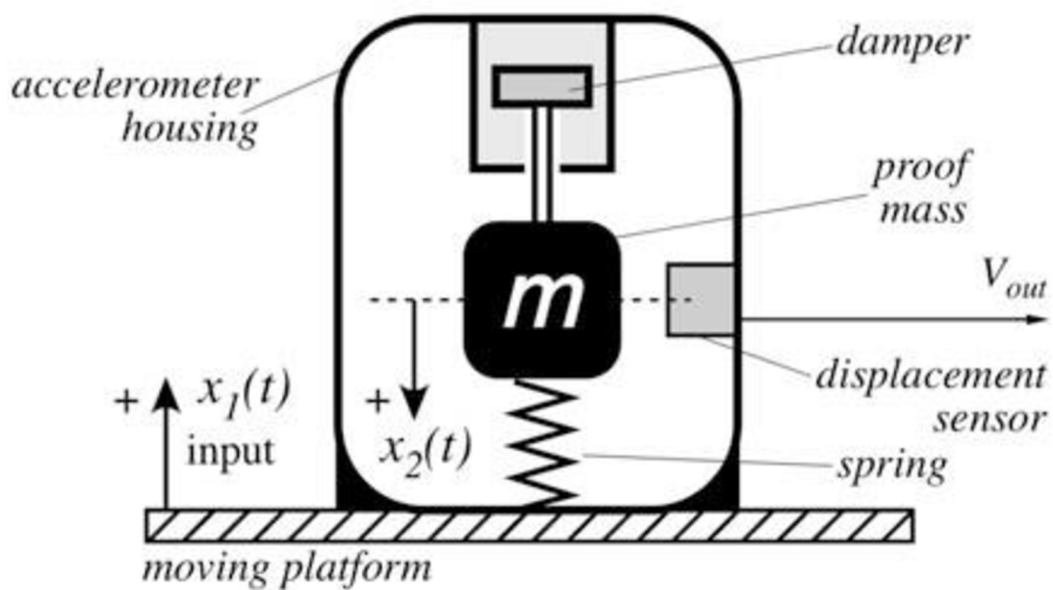 damper
accelerometer
housing
proof
mass
m
V_out
displacement
sensor
+ x_1(t)
input
+
x_2(t)
spring
moving platform